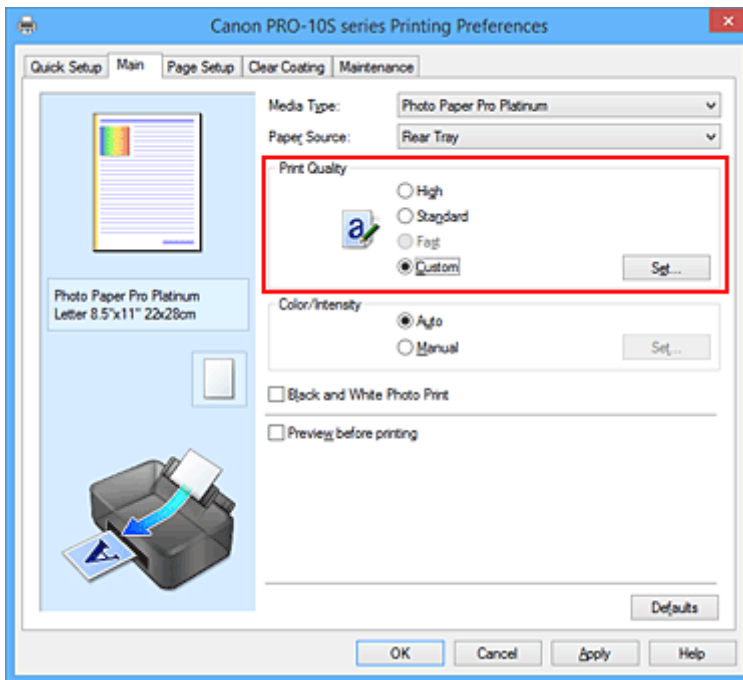 Canon PRO-10S series Printing Preferences
Quick Setup Main Page Setup Clear Coating Maintenance
Media Type: Photo Paper Pro Platinum
Paper Source: Rear Tray
Print Quality
High
Standard
Fast
Custom Set...
Photo Paper Pro Platinum
Letter 8.5"x11" 22x28cm
Color/Intensity
Auto
Manual Set...
Black and White Photo Print
Preview before printing
Defaults
OK Cancel Apply Help